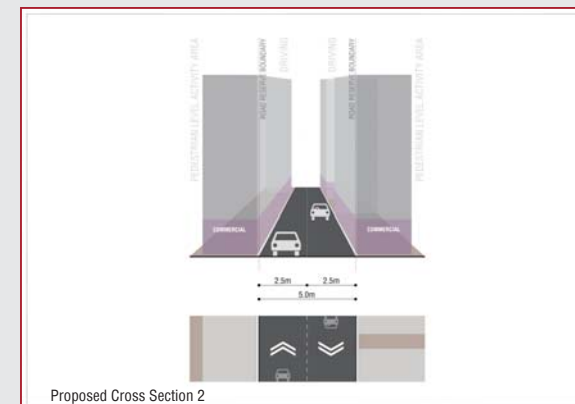 PEDESTRIAN LEVEL ACTIVITY AREA
ROAD RESERVE BOUNDARY
DRIVING
DRIVING
ROAD RESERVE BOUNDARY
PEDESTRIAN LEVEL ACTIVITY AREA
COMMERCIAL
COMMERCIAL
2.5m
2.5m
5.0m
Proposed Cross Section 2